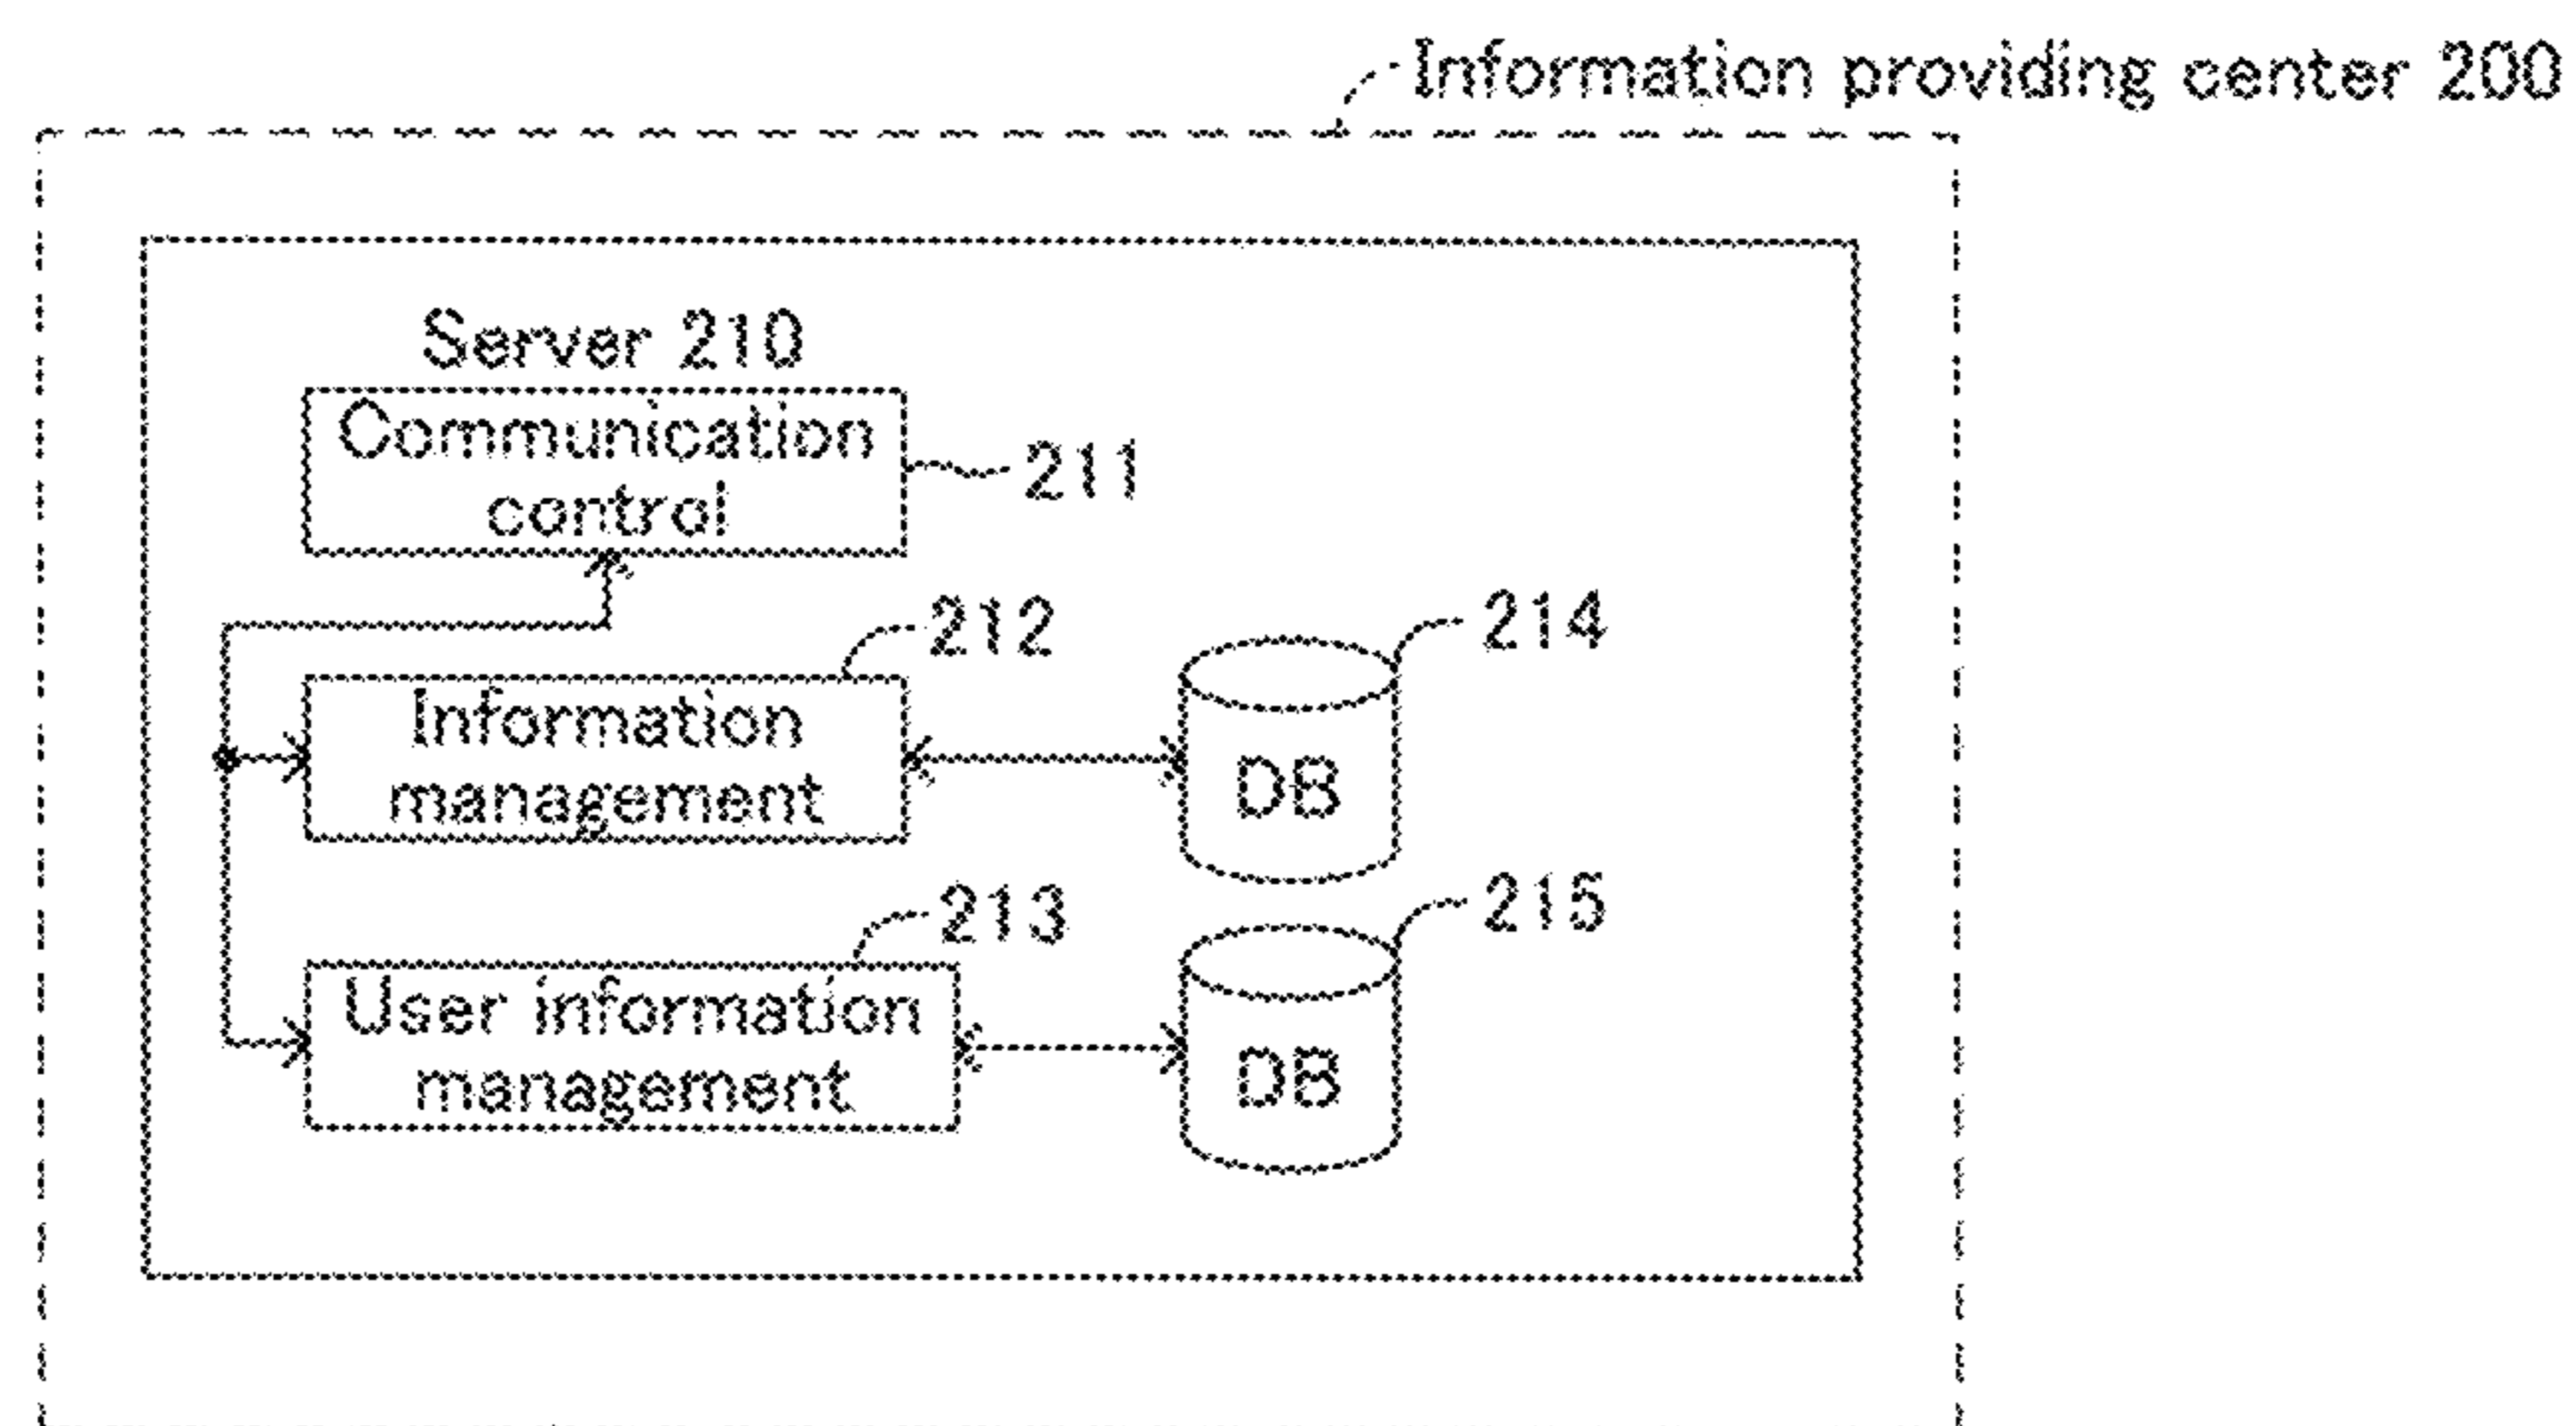 Information providing center 200
Server 210
Communication
control
211
212
214
Information
management
DB
213
215
User information
management
DB